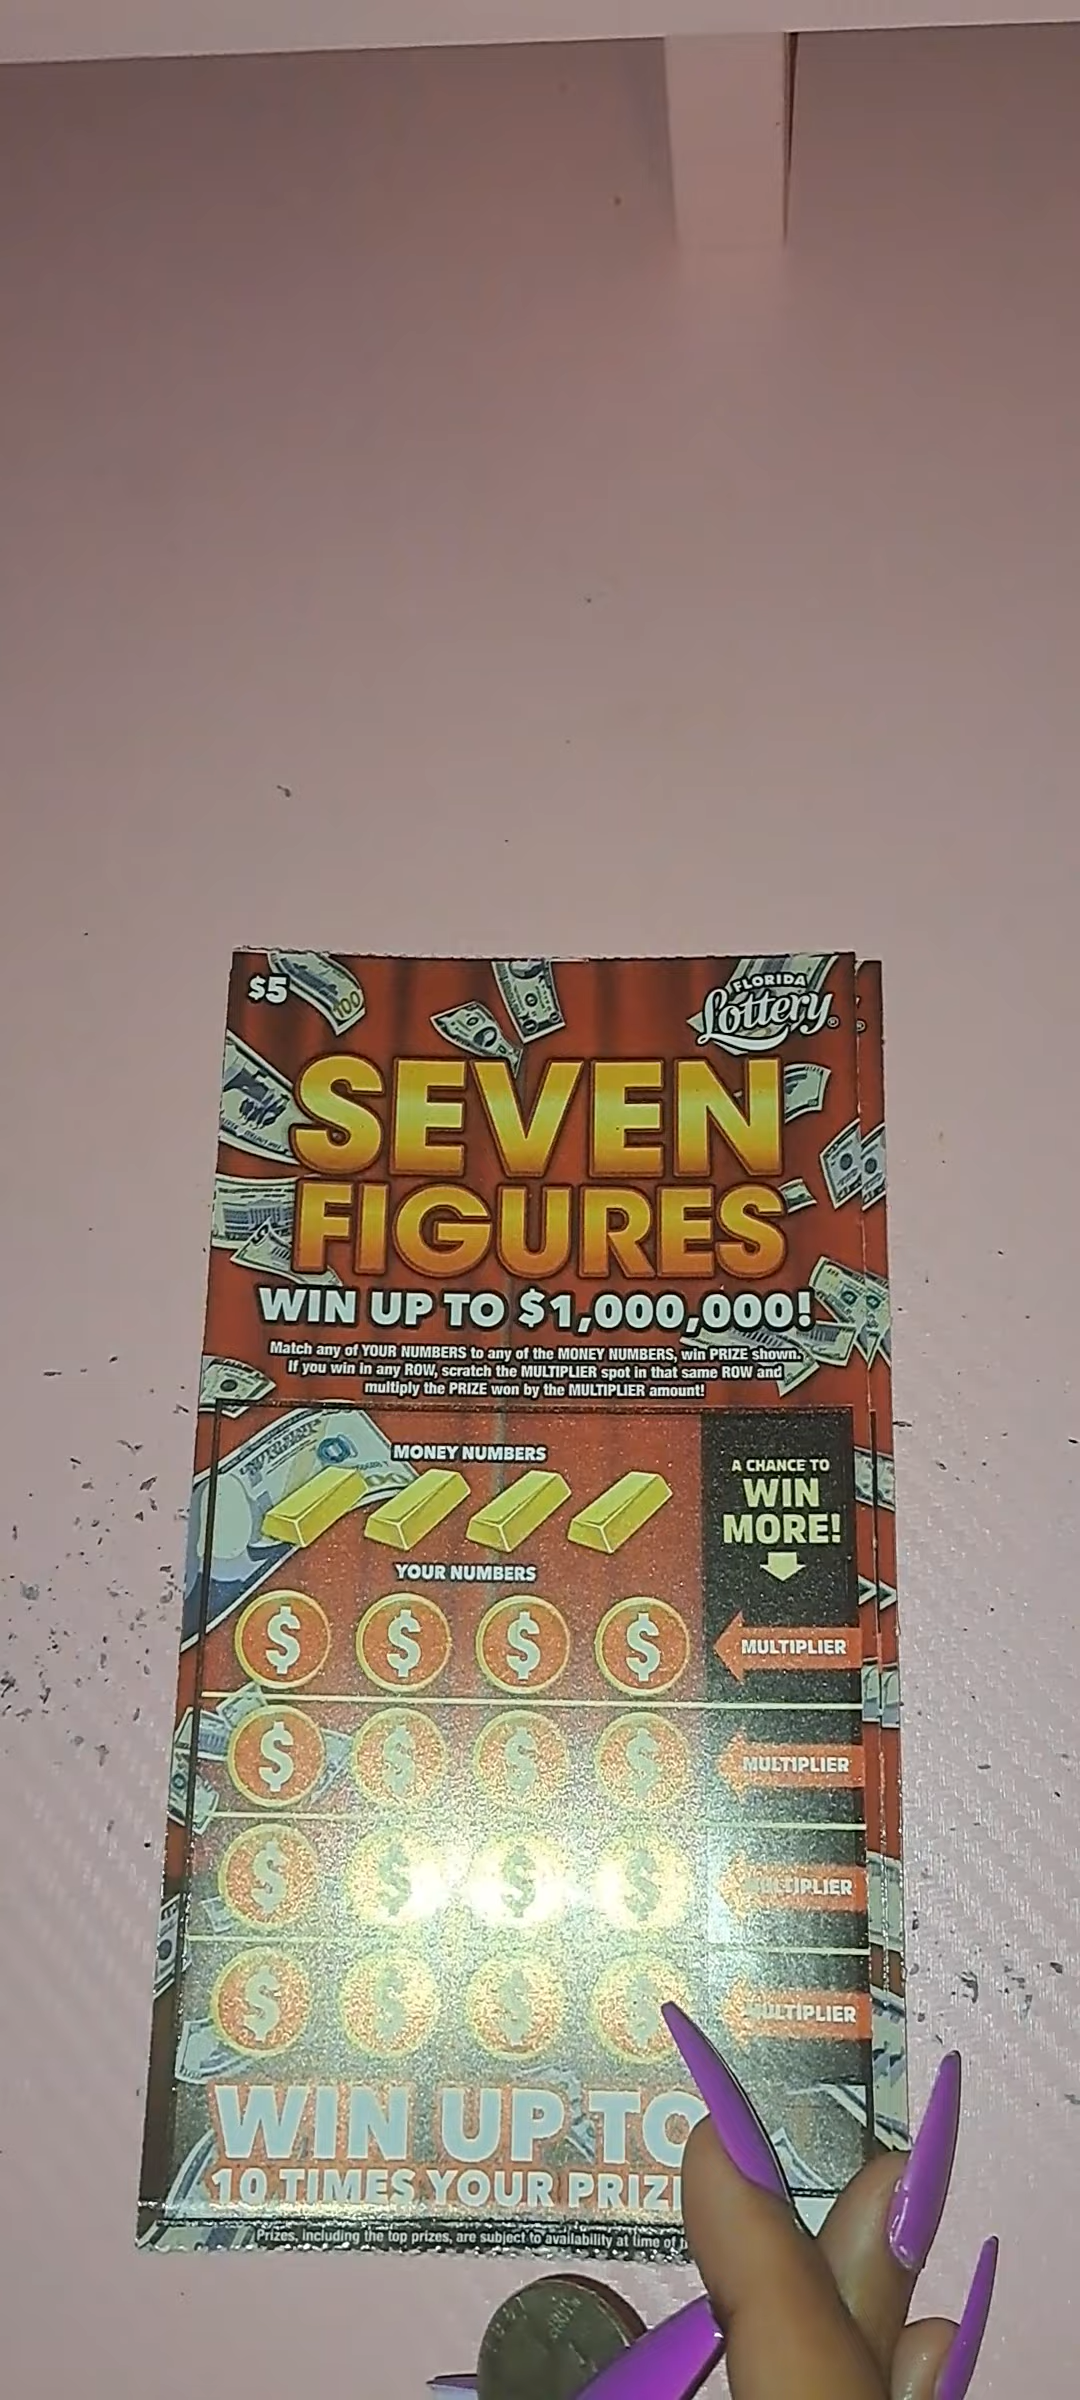 $5
FLORIDA
Lottery®
SEVEN
FIGURES
WIN UP TO $1,000,000!
Match any of YOUR NUMBERS to any of the MONEY NUMBERS, win PRIZE shown.
If you win in any ROW, scratch the MULTIPLIER spot in that same ROW and
multiply the PRIZE won by the MULTIPLIER amount!
MONEY NUMBERS
A CHANCE TO
WIN
MORE!
YOUR NUMBERS
$ $ $ $ MULTIPLIER
$ $ $ $ MULTIPLIER
$ $ $ $ MULTIPLIER
$ $ $ $ MULTIPLIER
WIN UP TO
10 TIMES YOUR PRIZ
Prizes, including the top prizes, are subject to availability at time of